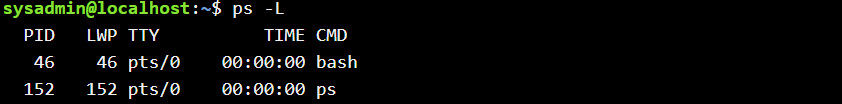 sysadmin@localhost:~$ ps -L
PID LWP TTY TIME CMD
46 46 pts/0 00:00:00 bash
152 152 pts/0 00:00:00 ps